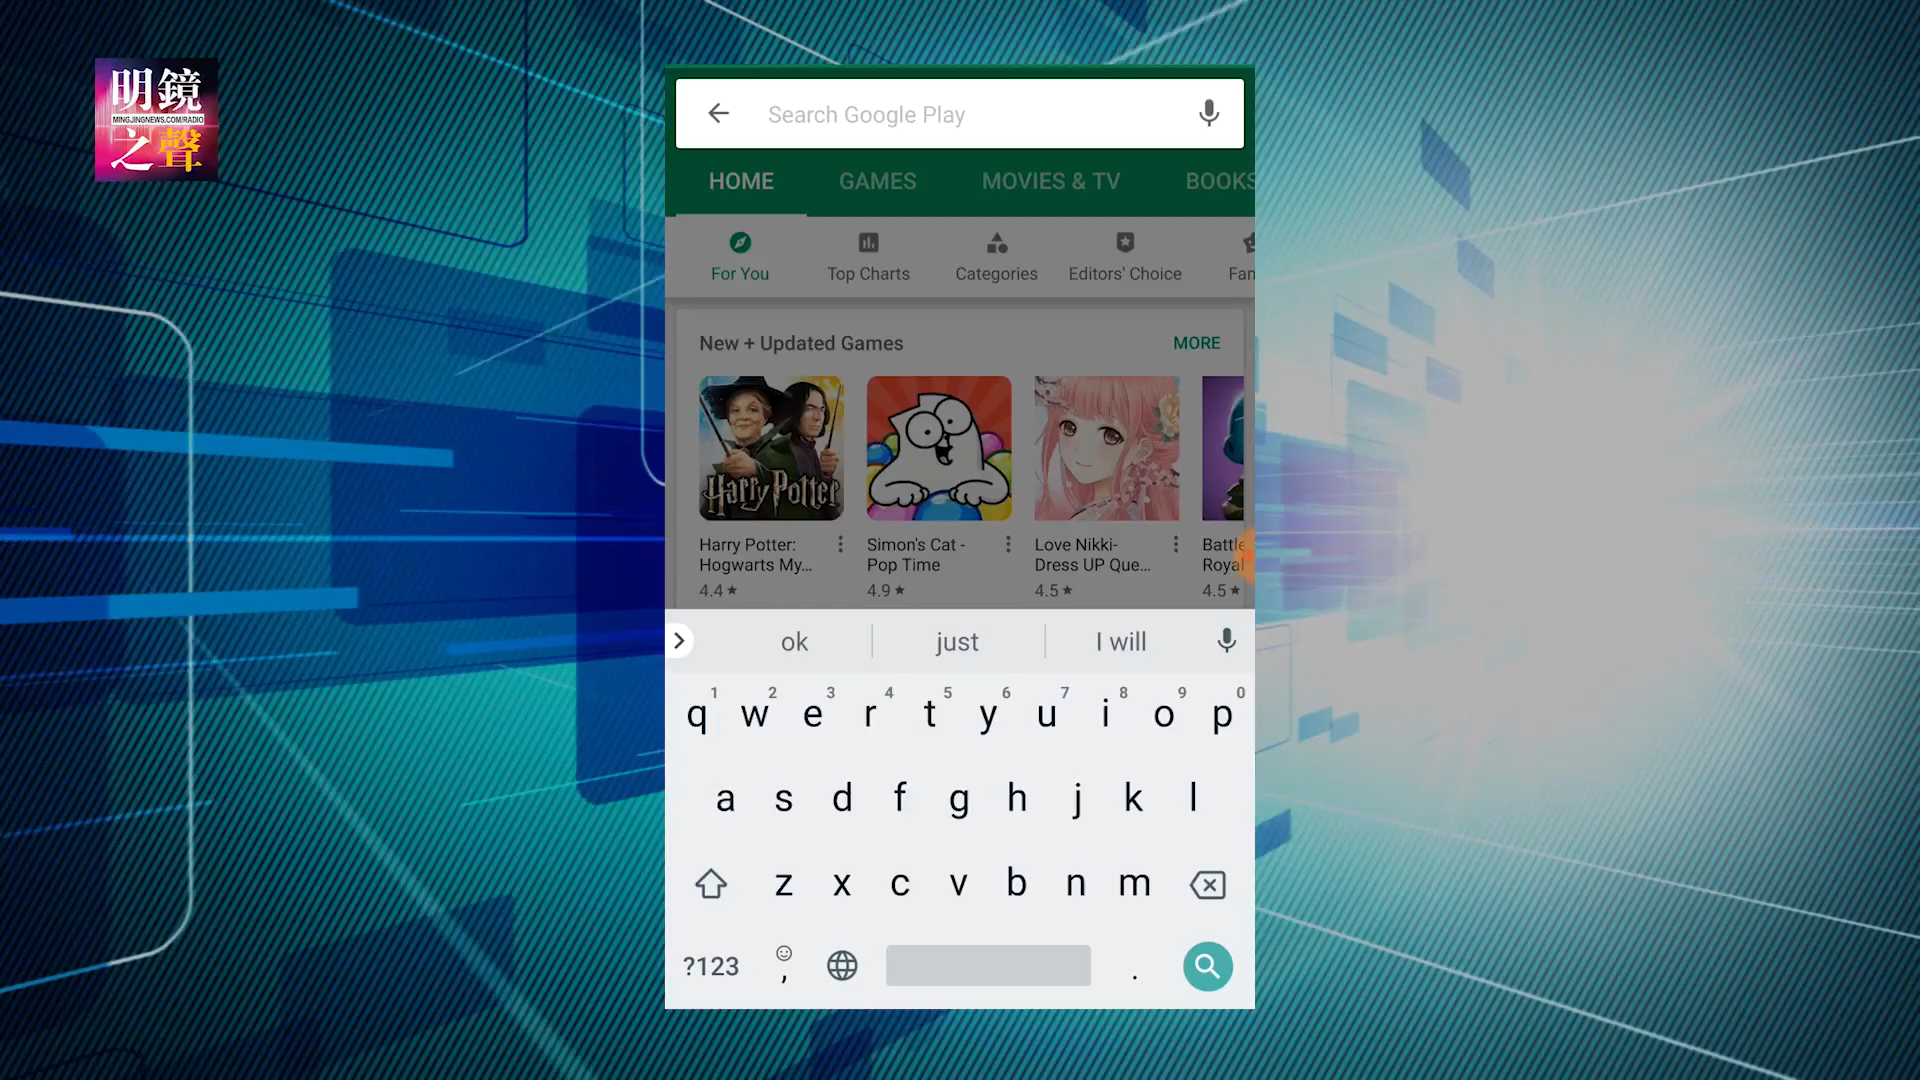 明鏡
MINGJINGNEWS.COM/RADIO
之聲
Search Google Play
HOME GAMES MOVIES & TV BOOKS
For You Top Charts Categories Editors' Choice Fam
New + Updated Games MORE
Harry Potter
Harry Potter: Simon's Cat - Love Nikki- Battle
Hogwarts My... Pop Time Dress UP Que... Royal
4.4★ 4.9★ 4.5★ 4.5★
ok just I will
1 2 3 4 5 6 7 8 9 0
q w e r t y u i o p
a s d f g h j k l
z x c v b n m
?123 , .